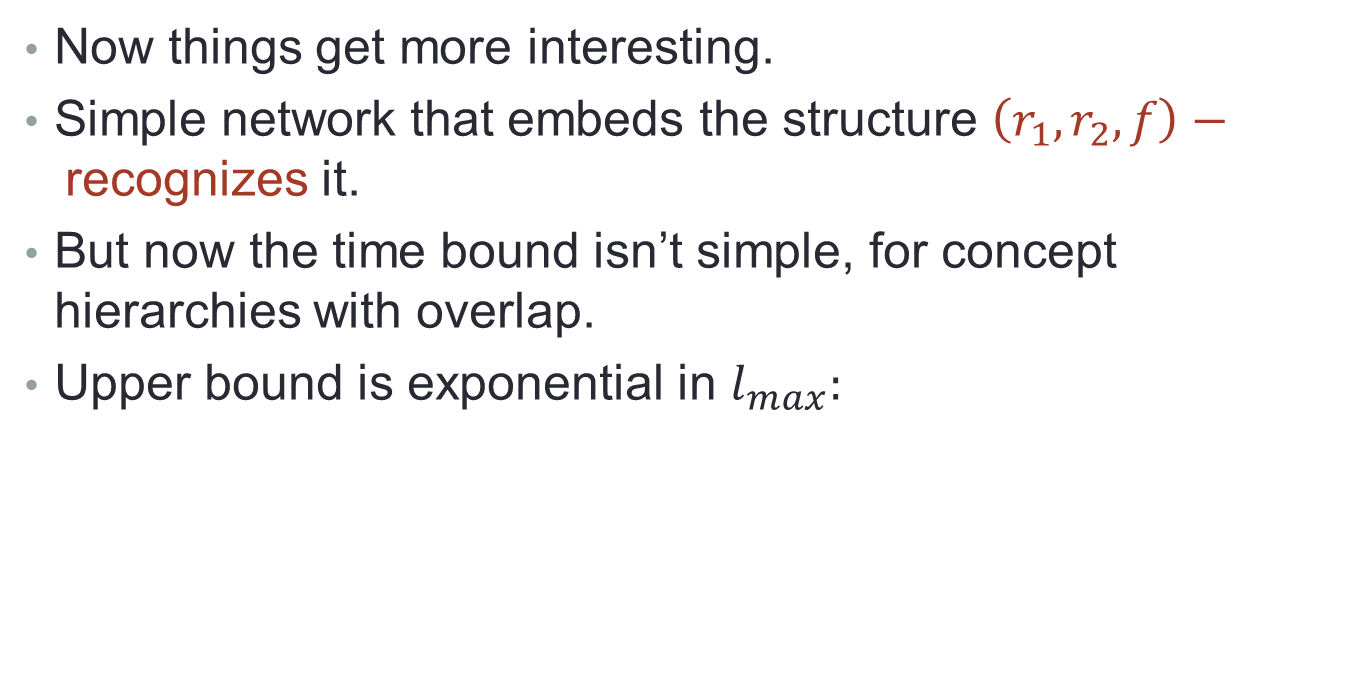 • Now things get more interesting.
• Simple network that embeds the structure (r₁, r₂, f) −
recognizes it.
• But now the time bound isn’t simple, for concept
hierarchies with overlap.
• Upper bound is exponential in lₘₐₓ: